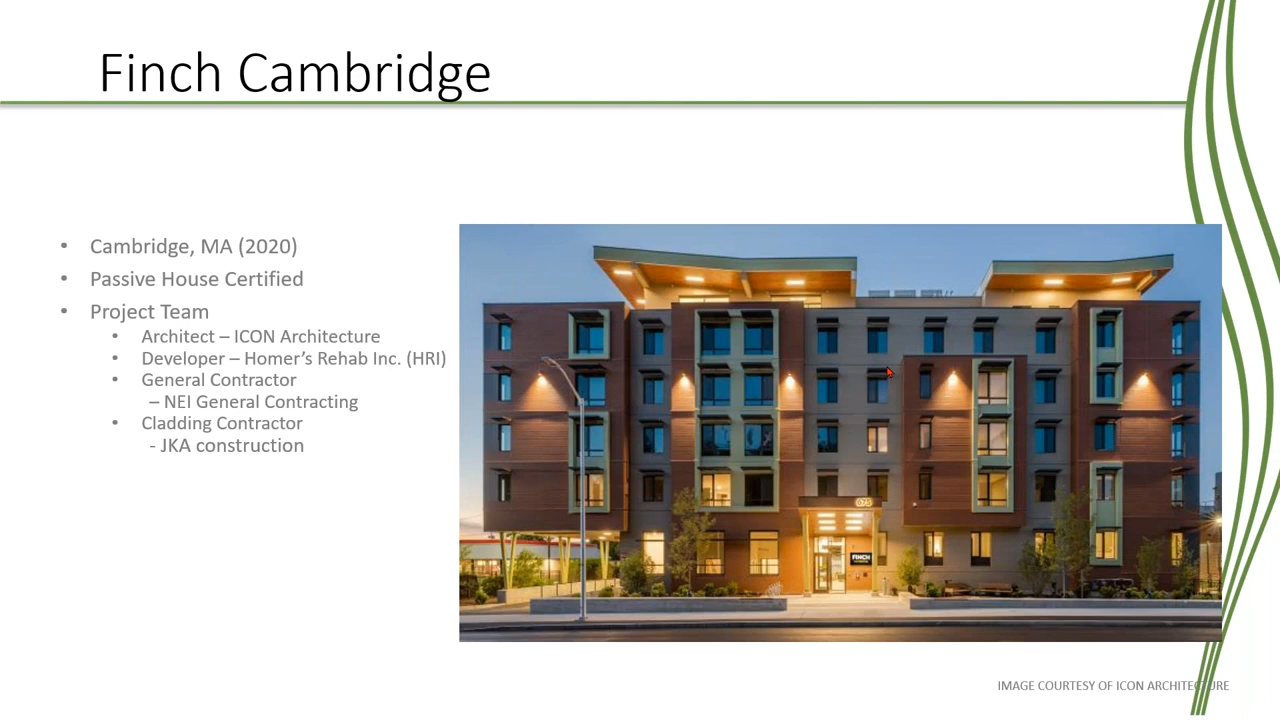 Finch Cambridge
• Cambridge, MA (2020)
• Passive House Certified
• Project Team
• Architect – ICON Architecture
• Developer – Homer’s Rehab Inc. (HRI)
• General Contractor
– NEI General Contracting
• Cladding Contractor
- JKA construction
675
FINCH
IMAGE COURTESY OF ICON ARCHITECTURE